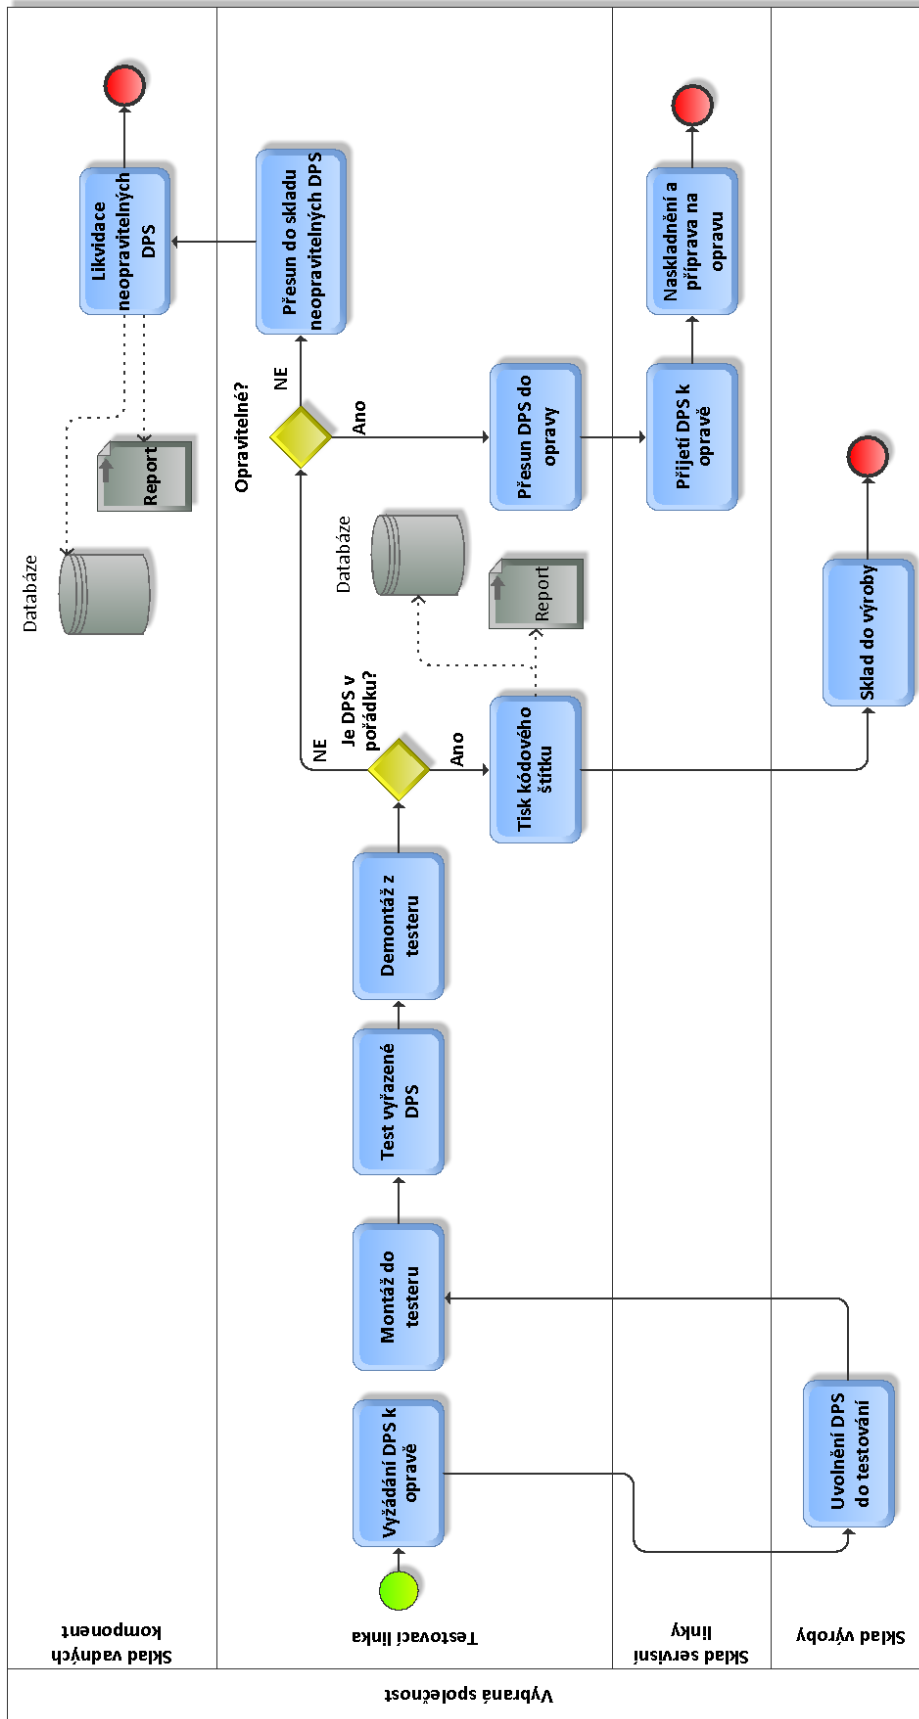 Vybraná společnost
Sklad vadných
komponent
Databáze
Report
Likvidace
neopravitelných
DPS
Testovací linka
Vyžádání DPS k
opravě
Montáž do
testeru
Test vyřazené
DPS
Demontáž z
testeru
Je DPS v
pořádku?
NE
Ano
Tisk kódového
štítku
Databáze
Report
Opravitelné?
NE
Ano
Přesun do skladu
neopravitelných DPS
Přesun DPS do
opravy
Sklad servisní
linky
Přijetí DPS k
opravě
Naskladnění a
příprava na
opravu
Sklad výroby
Uvolnění DPS
do testování
Sklad do výroby